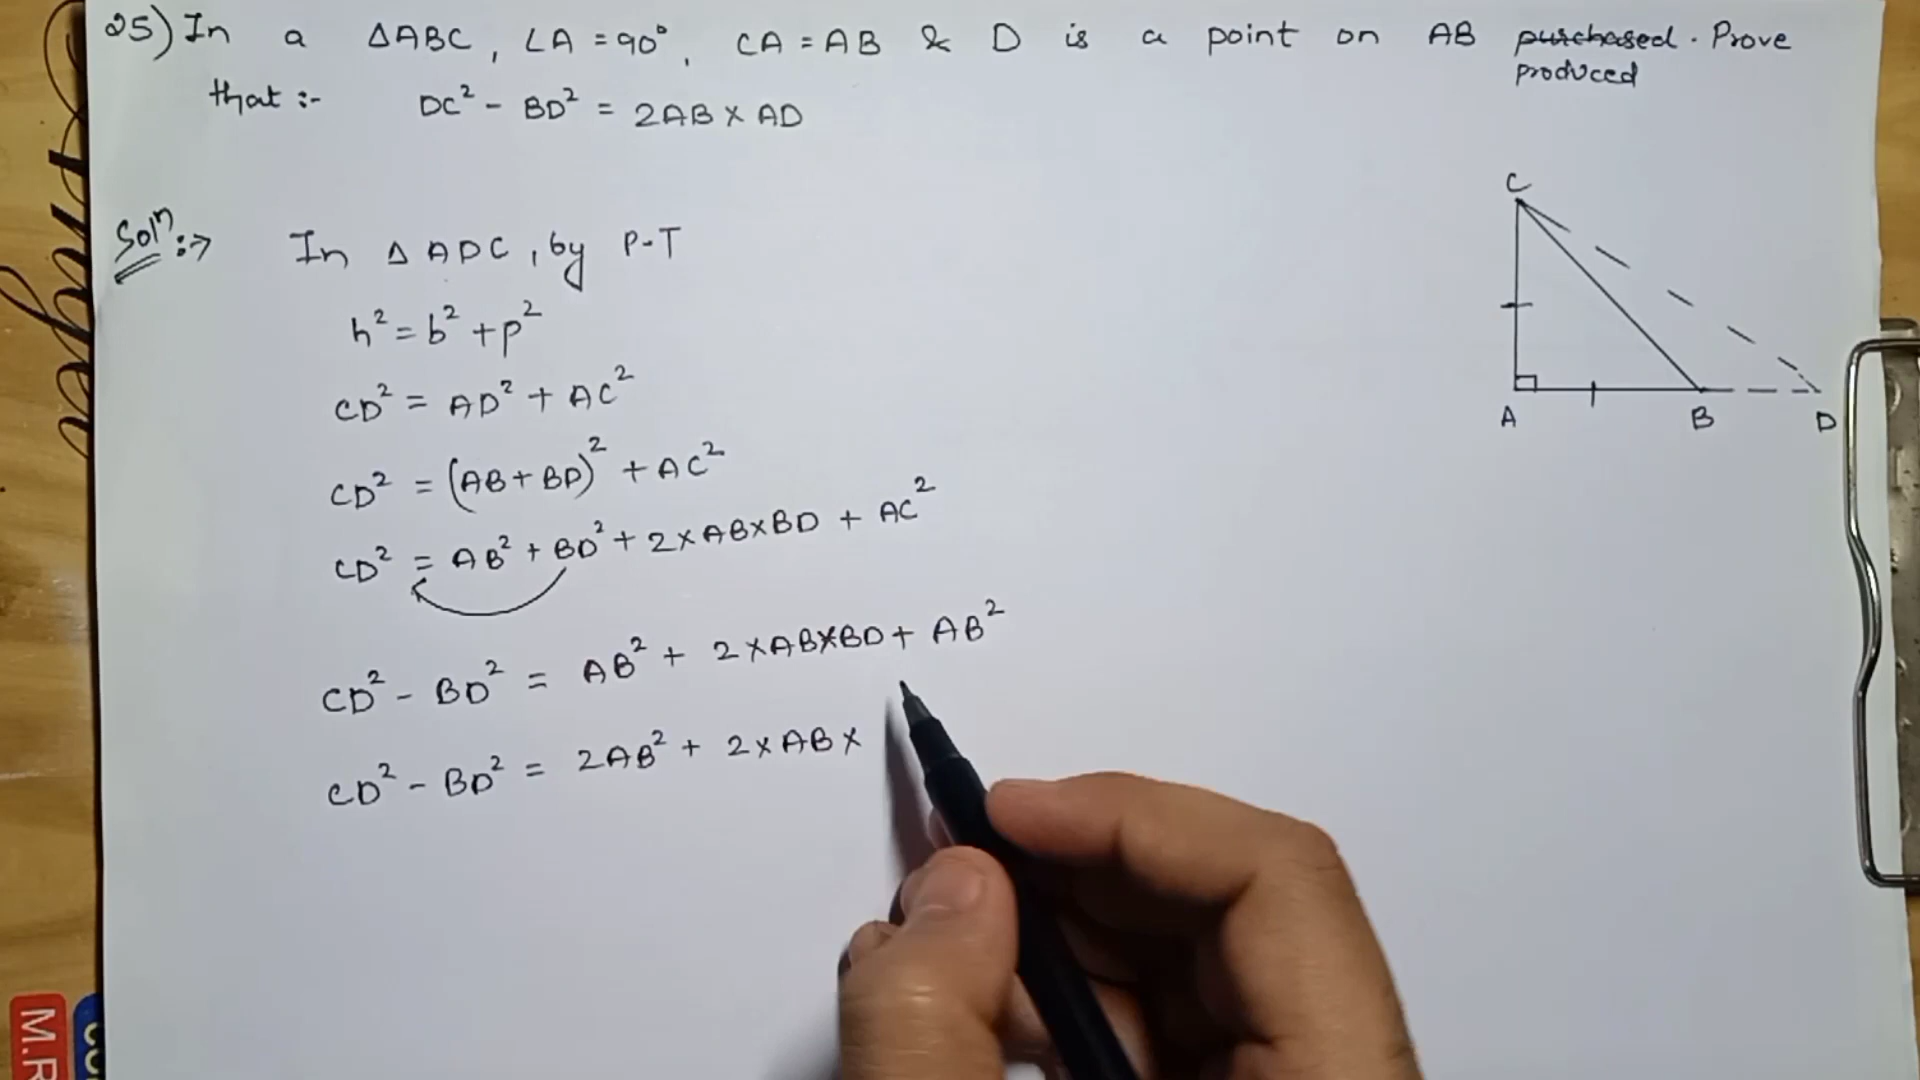 25) In a ΔABC, ∠A = 90°, CA = AB & D is a point on AB purchased. Prove
produced
that :- DC² - BD² = 2AB × AD
Solⁿ :→ In Δ ADC, by P-T
h² = b² + p²
CD² = AD² + AC²
CD² = (AB + BD)² + AC²
CD² = AB² + BD² + 2×AB×BD + AC²
CD² - BD² = AB² + 2×AB×BD + AB²
CD² - BD² = 2AB² + 2×AB×
C
A B D
M.R